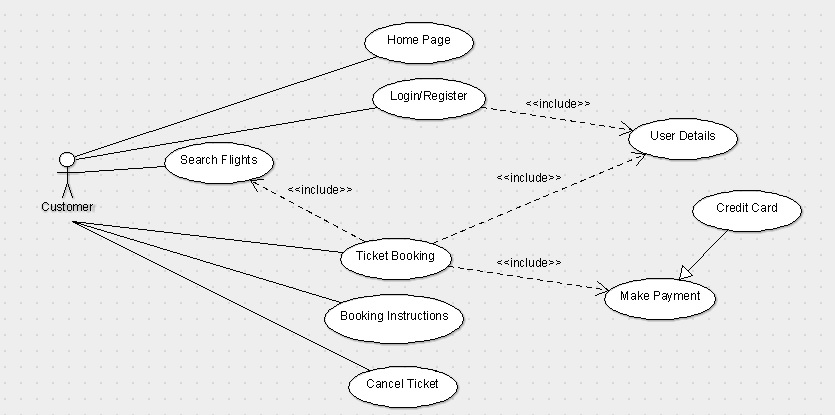 Home Page
Login/Register
<<include>>
User Details
Search Flights
<<include>>
<<include>>
Customer
Credit Card
Ticket Booking
<<include>>
Make Payment
Booking Instructions
Cancel Ticket